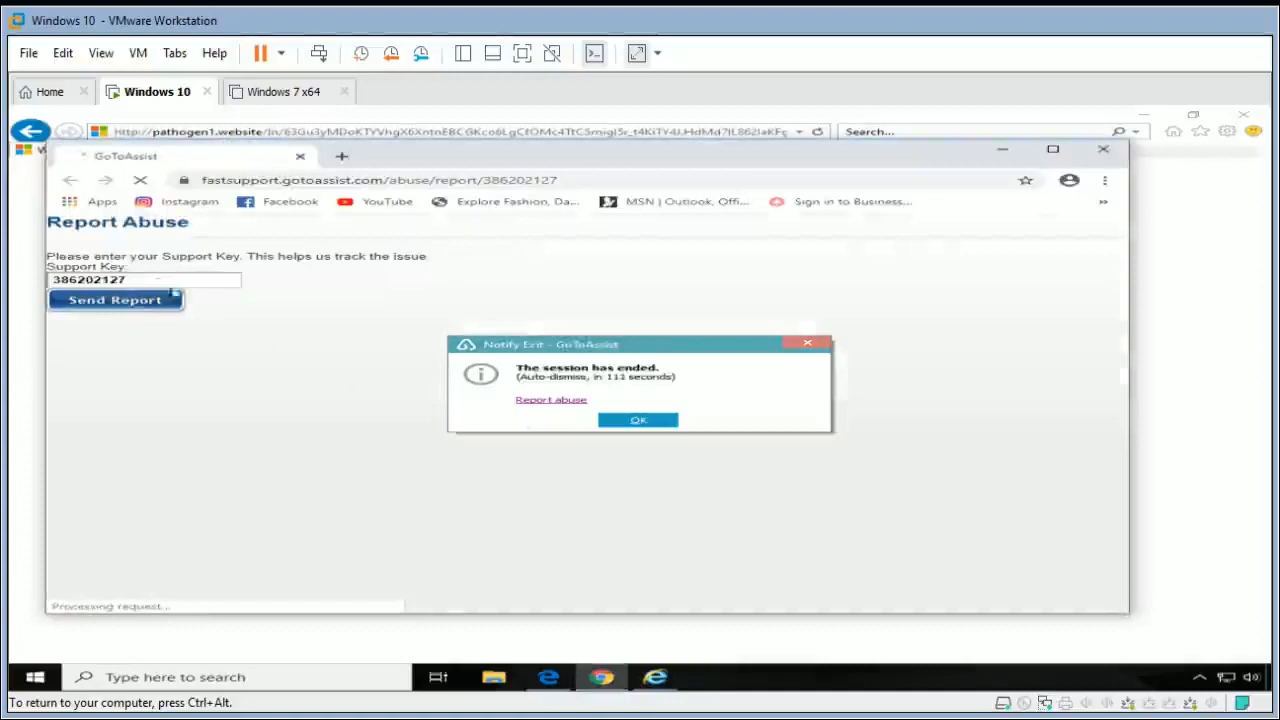 Windows 10 - VMware Workstation
File Edit View VM Tabs Help
Home Windows 10 Windows 7 x64
Search...
GoToAssist
fastsupport.gotoassist.com/abuse/report/386202127
Apps Instagram Facebook YouTube Explore Fashion, Da... MSN | Outlook, Offi... Sign in to Business... »
Report Abuse
Please enter your Support Key. This helps us track the issue
Support Key:
386202127
Send Report
Notify Exit - GoToAssist
The session has ended.
(Auto-dismiss, in 111 seconds)
Report abuse
OK
Processing request...
Type here to search
To return to your computer, press Ctrl+Alt.